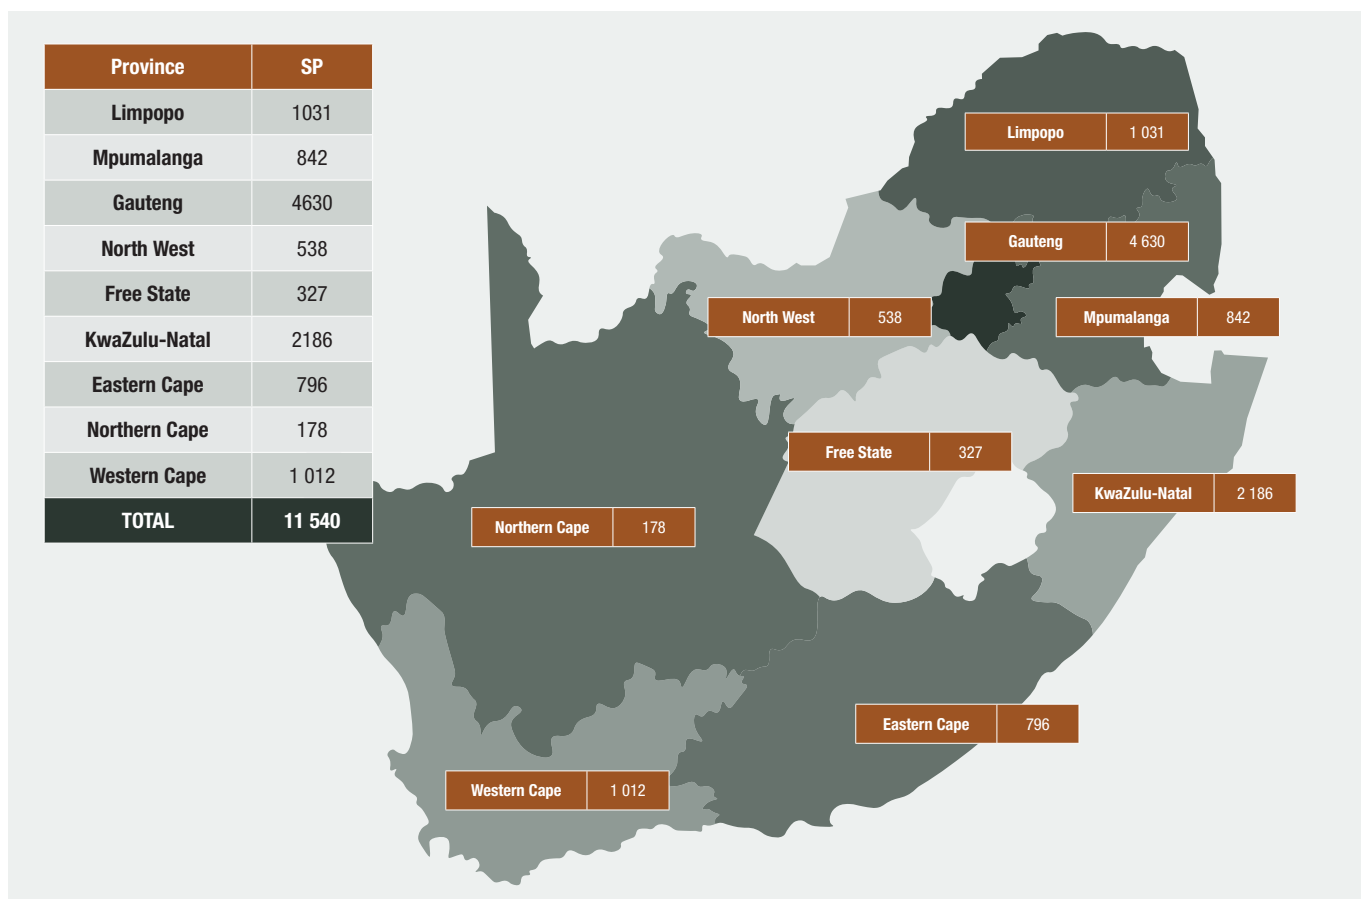 Province SP
Limpopo 1031
Mpumalanga 842
Gauteng 4630
North West 538
Free State 327
KwaZulu-Natal 2186
Eastern Cape 796
Northern Cape 178
Western Cape 1 012
TOTAL 11 540
Limpopo 1 031
Gauteng 4 630
North West 538
Mpumalanga 842
Free State 327
KwaZulu-Natal 2 186
Northern Cape 178
Eastern Cape 796
Western Cape 1 012